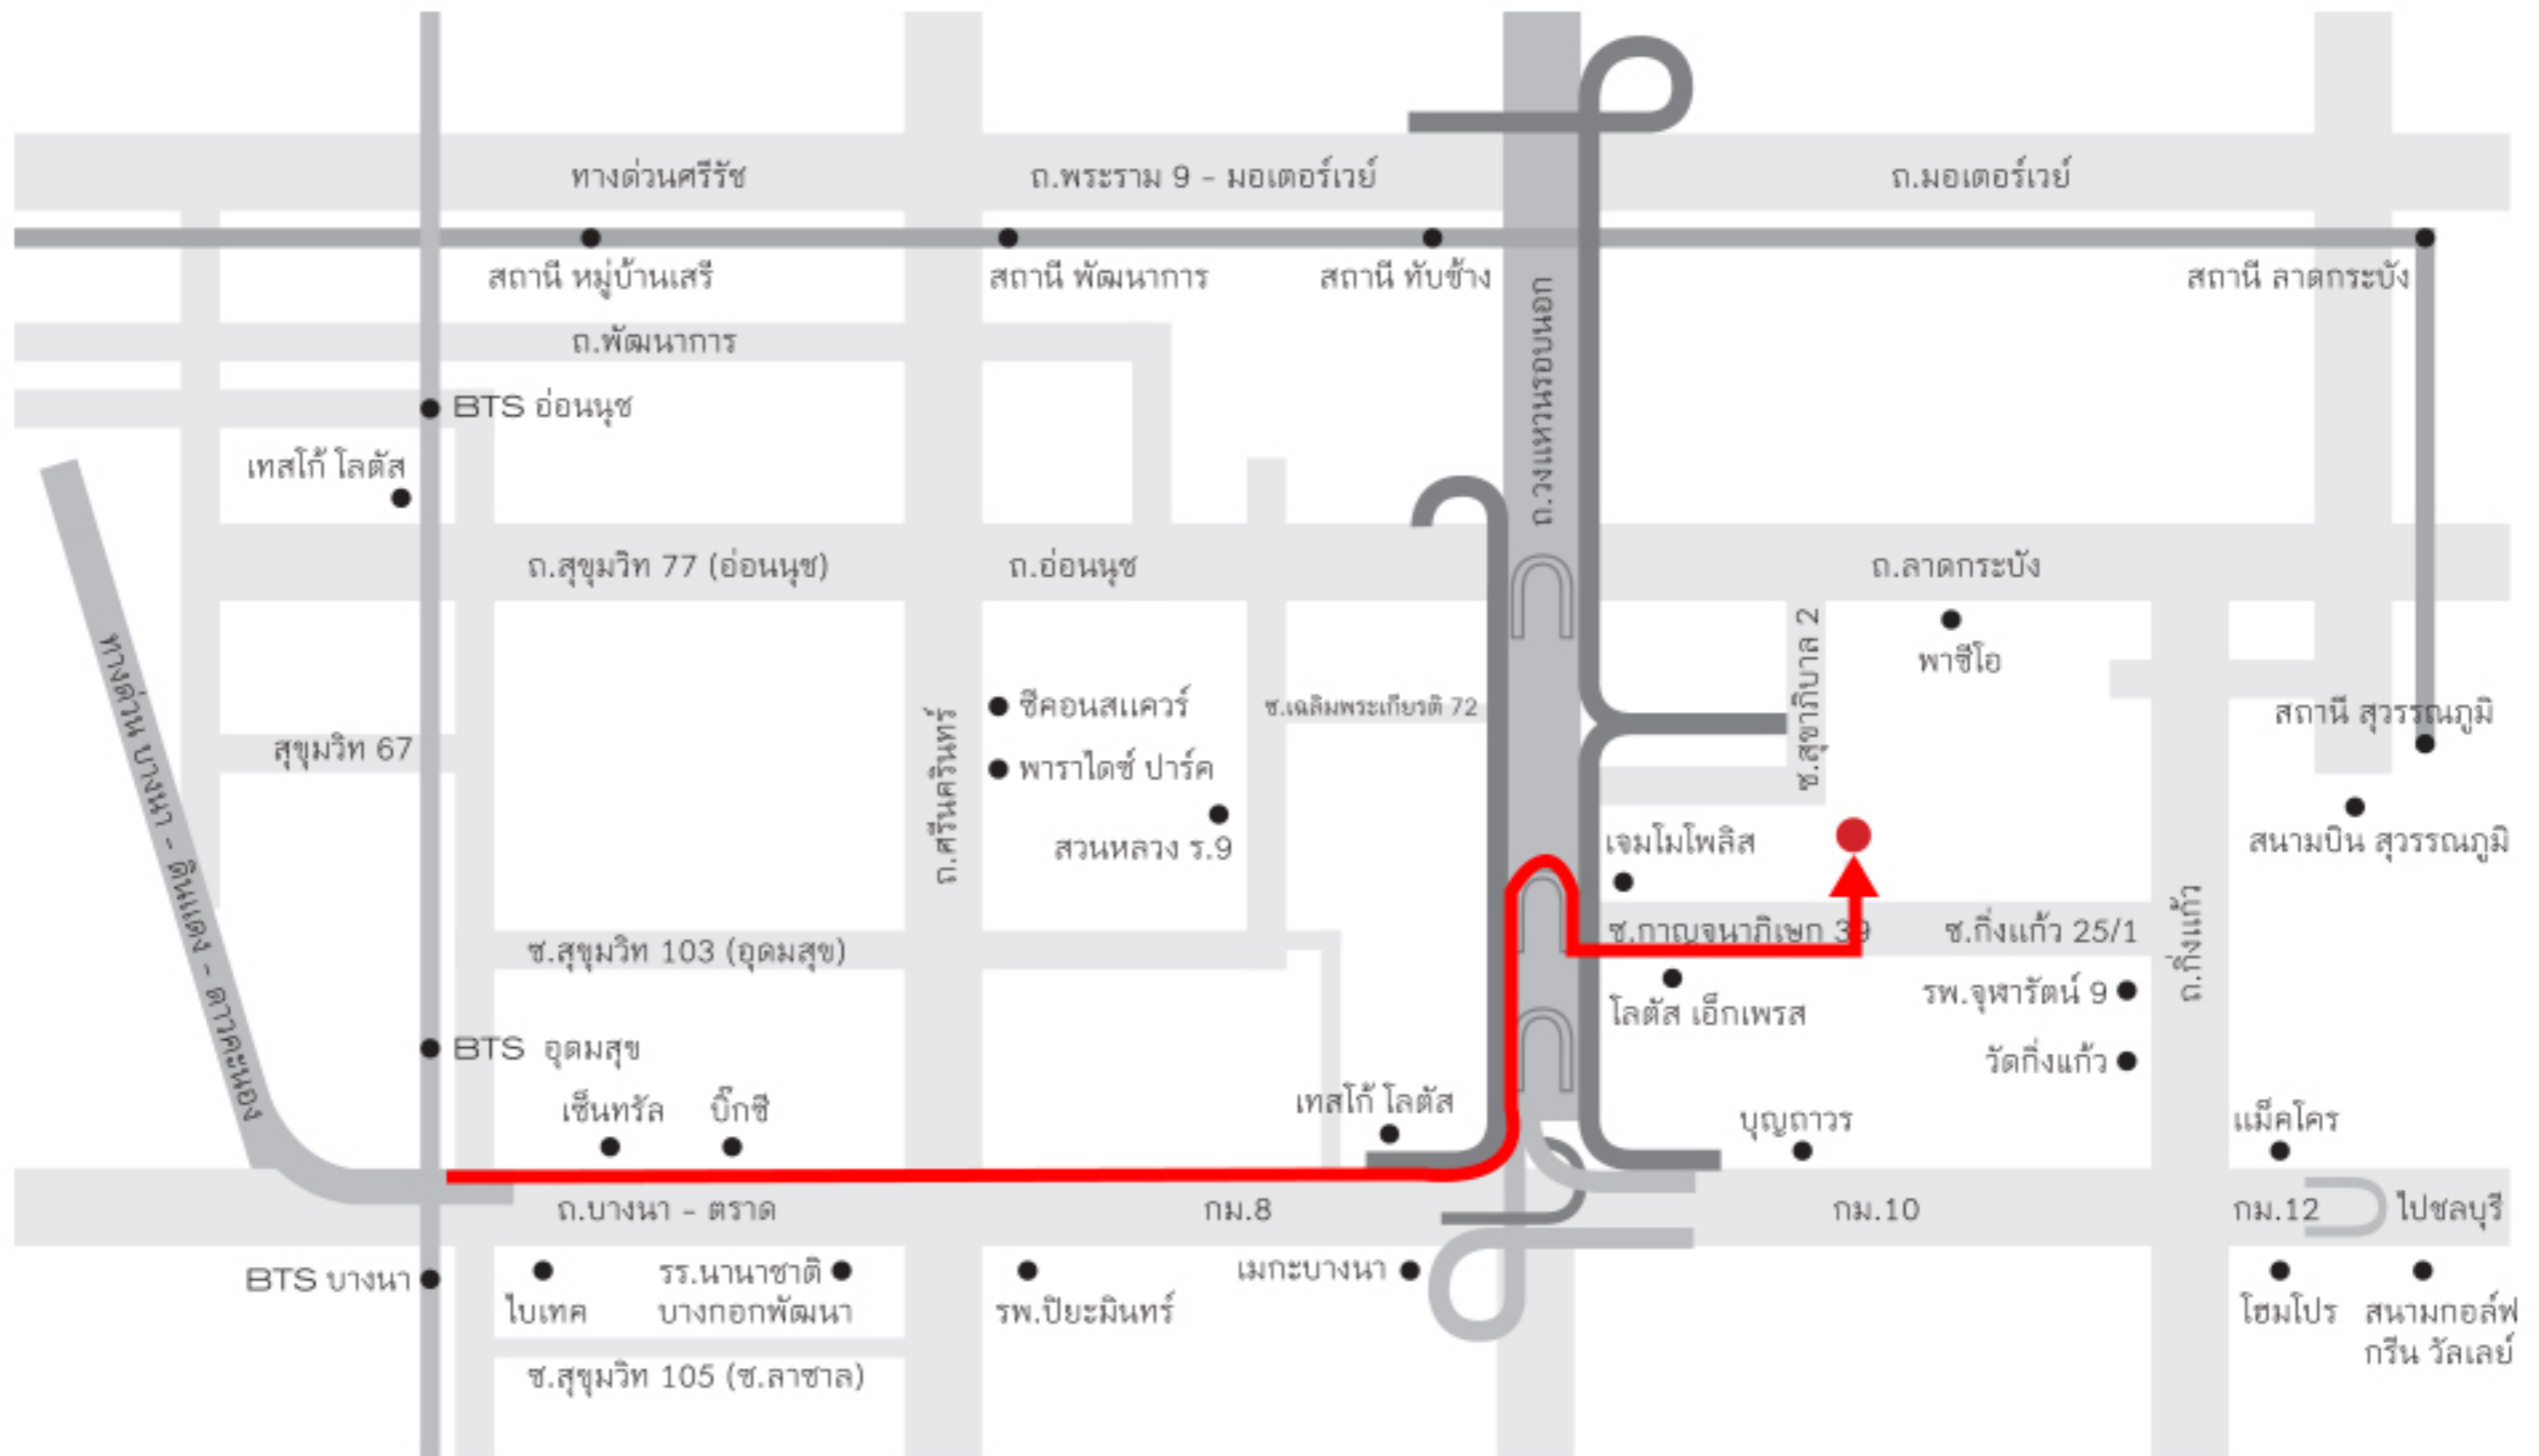 ทางด่วนศรีรัช
ถ.พระราม 9 - มอเตอร์เวย์
ถ.มอเตอร์เวย์
สถานี หมู่บ้านเสรี
สถานี พัฒนาการ
สถานี ทับช้าง
สถานี ลาดกระบัง
ถ.วงแหวนรอบนอก
ถ.พัฒนาการ
BTS อ่อนนุช
เทสโก้ โลตัส
ถ.สุขุมวิท 77 (อ่อนนุช)
ถ.อ่อนนุช
ถ.ลาดกระบัง
ทางด่วน บางนา - ดินแดง - ดาวคะนอง
ซ.สุขาภิบาล 2
พาซีโอ
ซีคอนสแควร์
ซ.เฉลิมพระเกียรติ 72
สถานี สุวรรณภูมิ
สุขุมวิท 67
ถ.ศรีนครินทร์
พาราไดซ์ ปาร์ค
สวนหลวง ร.9
เจมโมโพลิส
สนามบิน สุวรรณภูมิ
ซ.สุขุมวิท 103 (อุดมสุข)
ซ.กาญจนาภิเษก 39
ซ.กิ่งแก้ว 25/1
ถ.กิ่งแก้ว
รพ.จุฬารัตน์ 9
โลตัส เอ็กเพรส
BTS อุดมสุข
วัดกิ่งแก้ว
เซ็นทรัล
บิ๊กซี
เทสโก้ โลตัส
บุญถาวร
แม็คโคร
ถ.บางนา - ตราด
กม.8
กม.10
กม.12
ไปชลบุรี
BTS บางนา
ไบเทค
รร.นานาชาติ
บางกอกพัฒนา
รพ.ปิยะมินทร์
เมกะบางนา
โฮมโปร
สนามกอล์ฟ
กรีน วัลเลย์
ซ.สุขุมวิท 105 (ซ.ลาซาล)